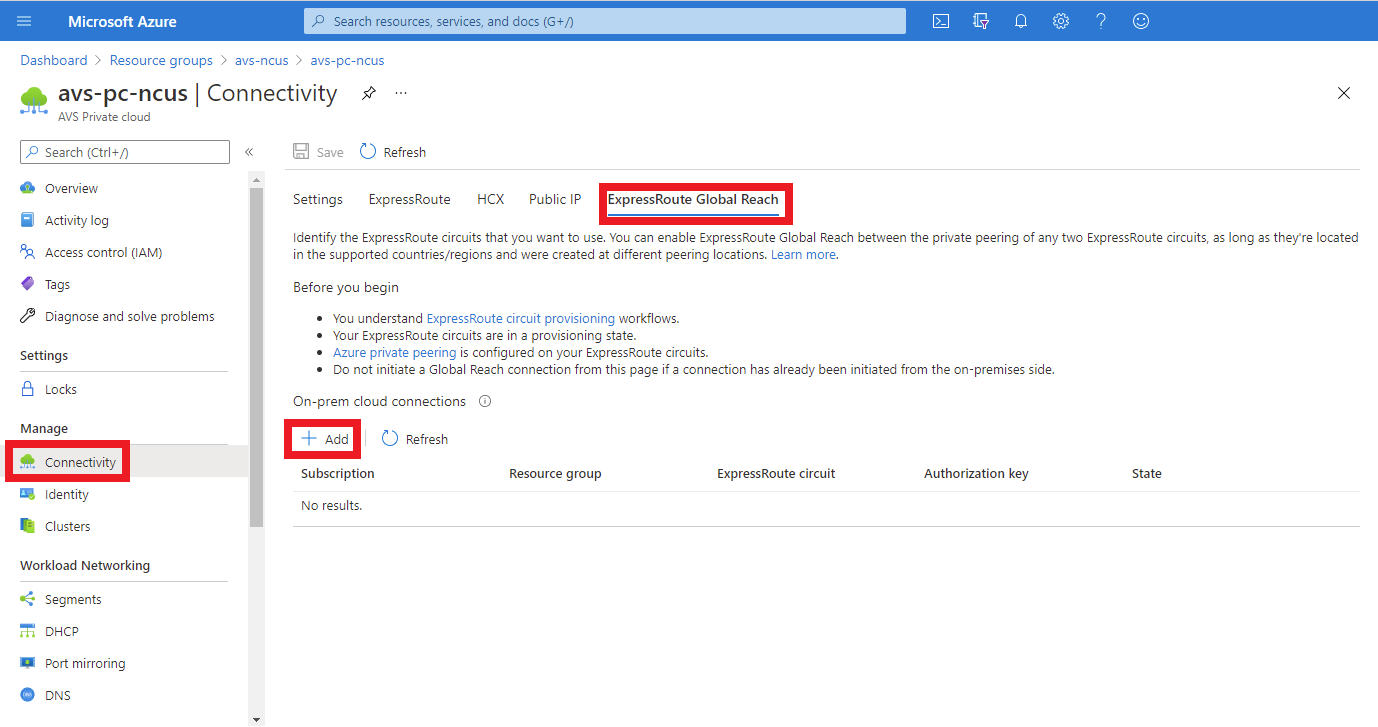 Microsoft Azure
Search resources, services, and docs (G+/)
Dashboard > Resource groups > avs-ncus > avs-pc-ncus
avs-pc-ncus | Connectivity
AVS Private cloud
Search (Ctrl+/)
Overview
Activity log
Access control (IAM)
Tags
Diagnose and solve problems
Settings
Locks
Manage
Connectivity
Identity
Clusters
Workload Networking
Segments
DHCP
Port mirroring
DNS
Save Refresh
Settings ExpressRoute HCX Public IP ExpressRoute Global Reach
Identify the ExpressRoute circuits that you want to use. You can enable ExpressRoute Global Reach between the private peering of any two ExpressRoute circuits, as long as they're located
in the supported countries/regions and were created at different peering locations. Learn more.
Before you begin
• You understand ExpressRoute circuit provisioning workflows.
• Your ExpressRoute circuits are in a provisioning state.
• Azure private peering is configured on your ExpressRoute circuits.
• Do not initiate a Global Reach connection from this page if a connection has already been initiated from the on-premises side.
On-prem cloud connections
Add Refresh
Subscription Resource group ExpressRoute circuit Authorization key State
No results.